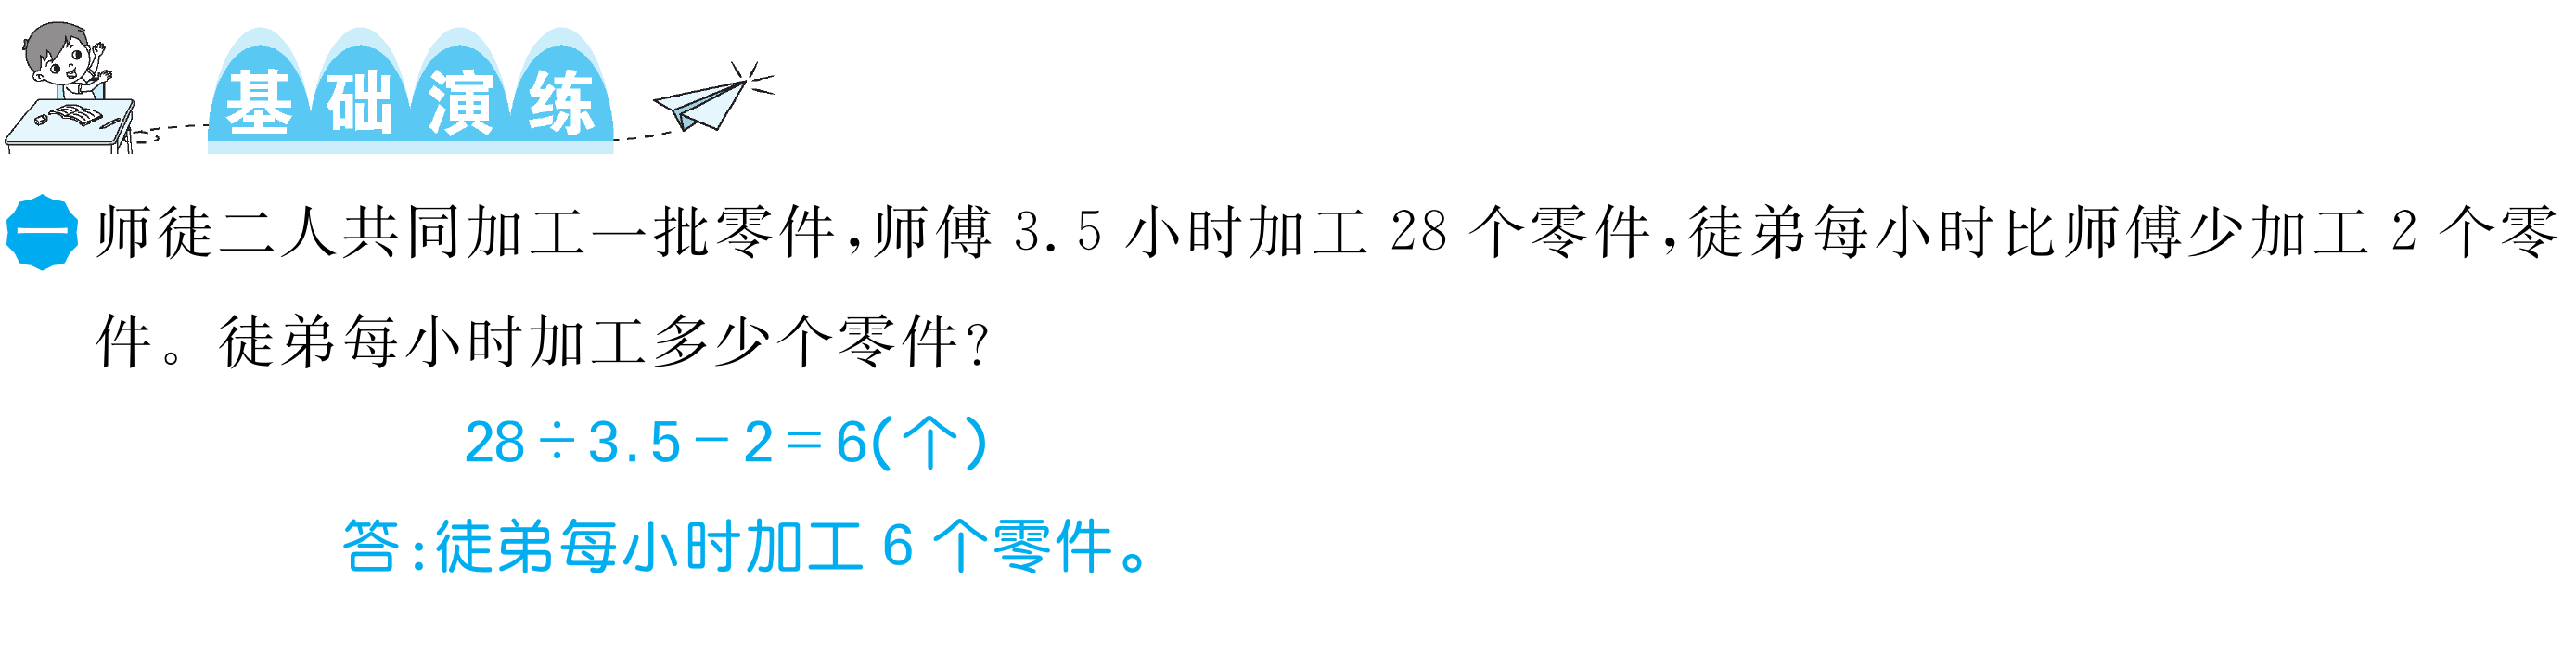 基础演练
一 师徒二人共同加工一批零件,师傅 3.5 小时加工 28 个零件,徒弟每小时比师傅少加工 2 个零
件。徒弟每小时加工多少个零件?
28÷3.5-2=6(个)
答:徒弟每小时加工 6 个零件。